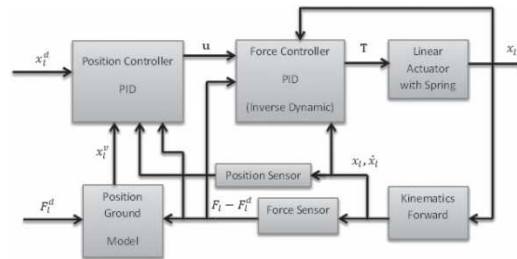 x_l^d
Position Controller
PID
u
Force Controller
PID
(Inverse Dynamic)
T
Linear
Actuator
with Spring
x_l
x_l^v
Position Sensor
x_l, ẋ_l
F_l^d
Position
Ground
Model
F_l − F_l^d
Force Sensor
Kinematics
Forward